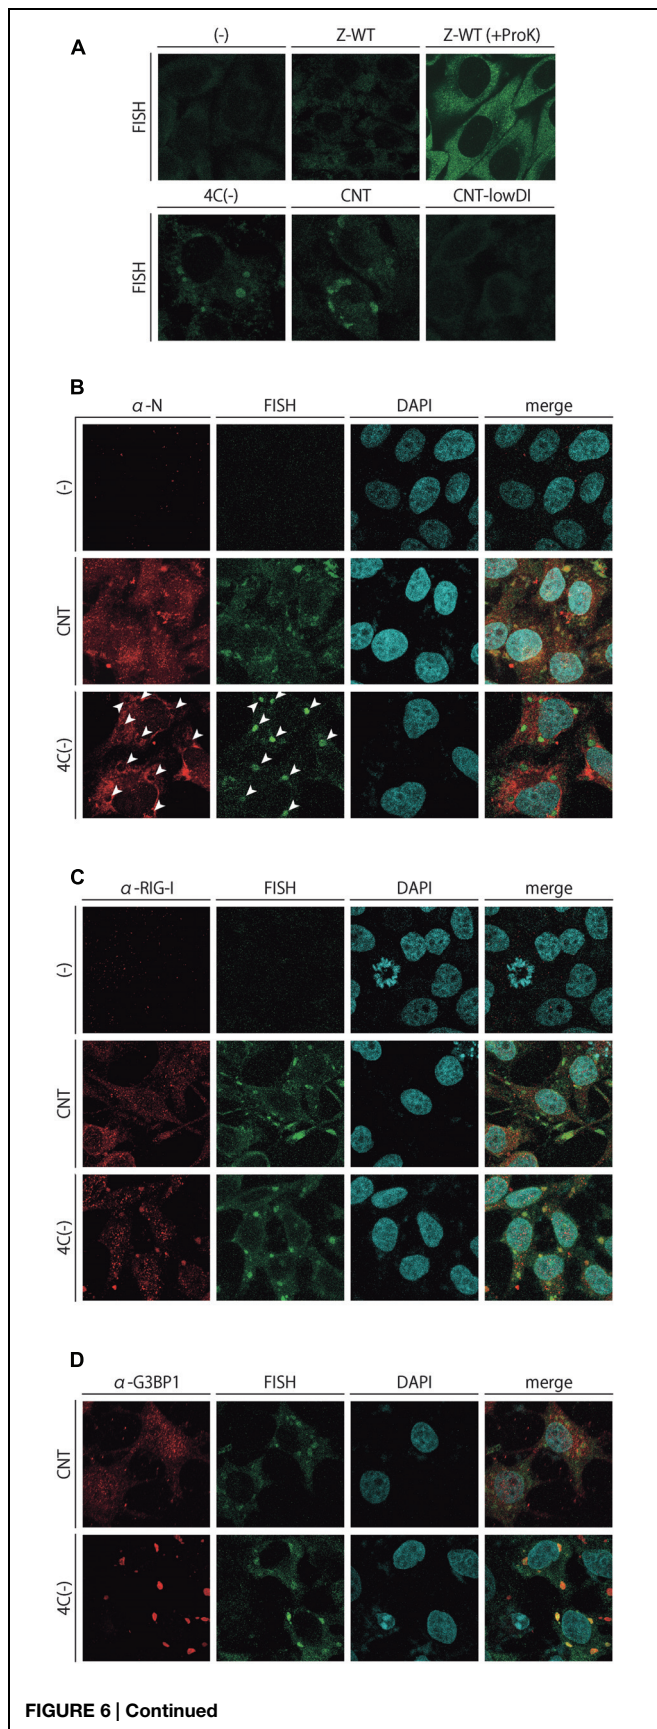 A
(-) Z-WT Z-WT (+ProK)
FISH
4C(-) CNT CNT-lowDI
FISH
B
α-N FISH DAPI merge
(-)
CNT
4C(-)
C
α-RIG-I FISH DAPI merge
(-)
CNT
4C(-)
D
α-G3BP1 FISH DAPI merge
CNT
4C(-)
FIGURE 6 | Continued